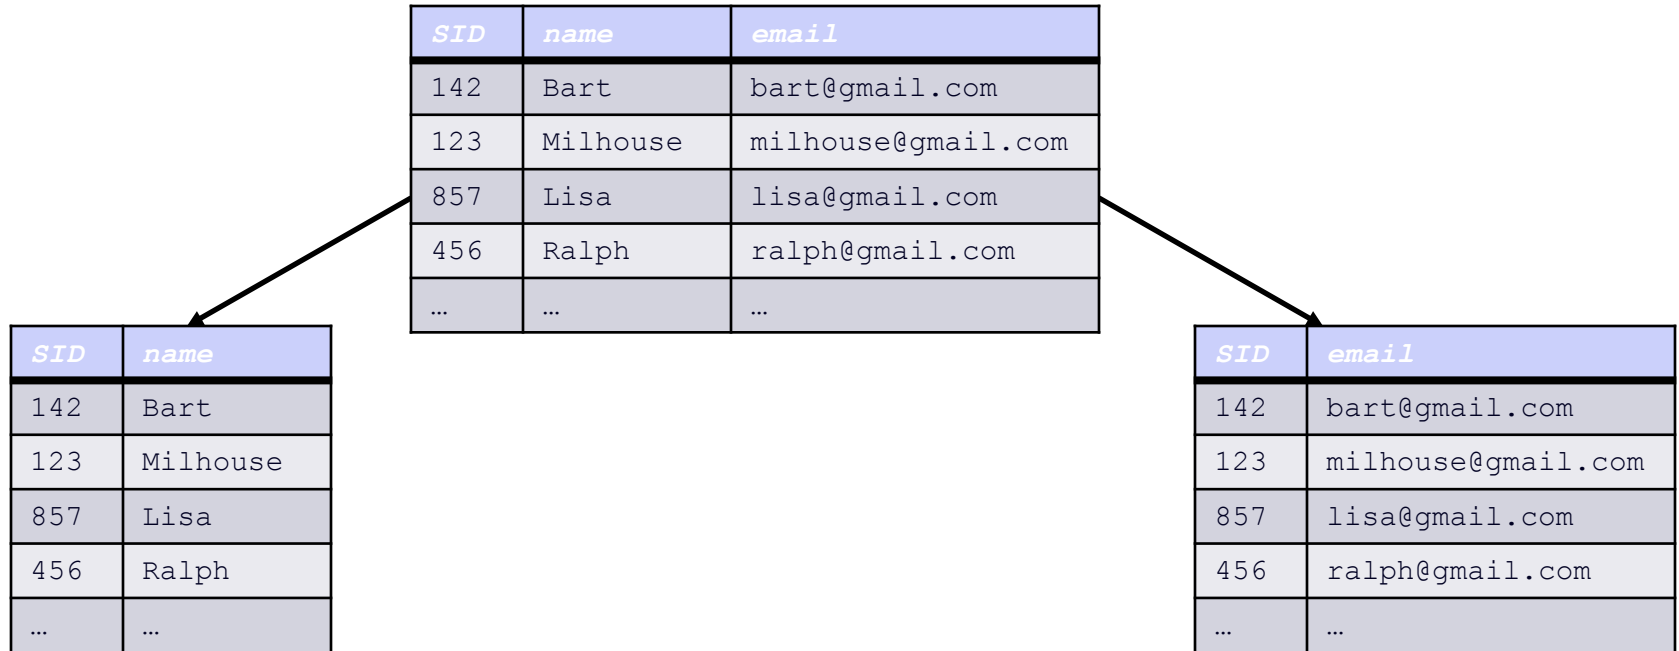 SID name email
142 Bart bart@gmail.com
123 Milhouse milhouse@gmail.com
857 Lisa lisa@gmail.com
456 Ralph ralph@gmail.com
… … …
SID name
142 Bart
123 Milhouse
857 Lisa
456 Ralph
… …
SID email
142 bart@gmail.com
123 milhouse@gmail.com
857 lisa@gmail.com
456 ralph@gmail.com
… …